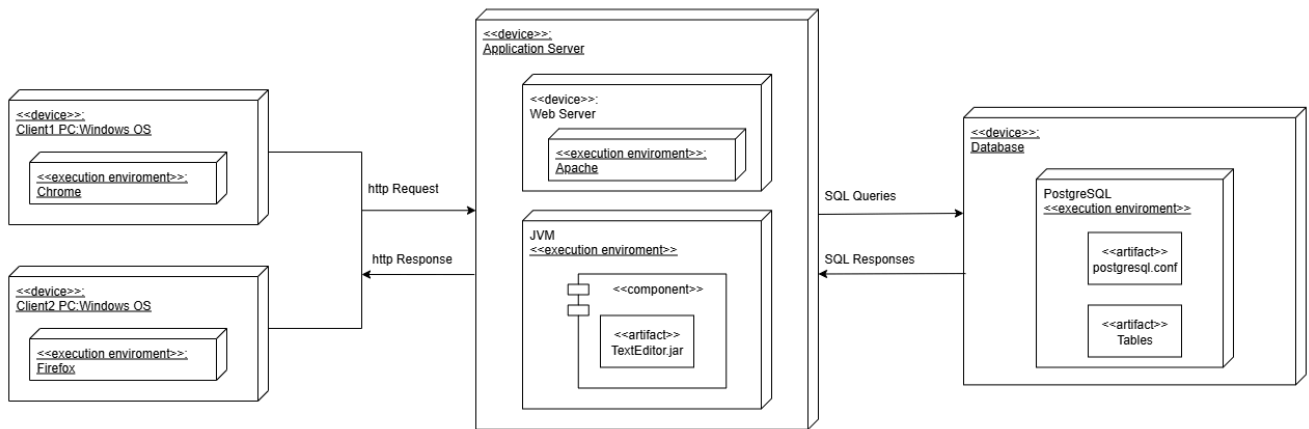 <<device>>:
Client1 PC:Windows OS
<<execution enviroment>>:
Chrome
<<device>>:
Client2 PC:Windows OS
<<execution enviroment>>:
Firefox
http Request
http Response
<<device>>:
Application Server
<<device>>:
Web Server
<<execution enviroment>>:
Apache
JVM
<<execution enviroment>>
<<component>>
<<artifact>>
TextEditor.jar
SQL Queries
SQL Responses
<<device>>:
Database
PostgreSQL
<<execution enviroment>>
<<artifact>>
postgresql.conf
<<artifact>>
Tables